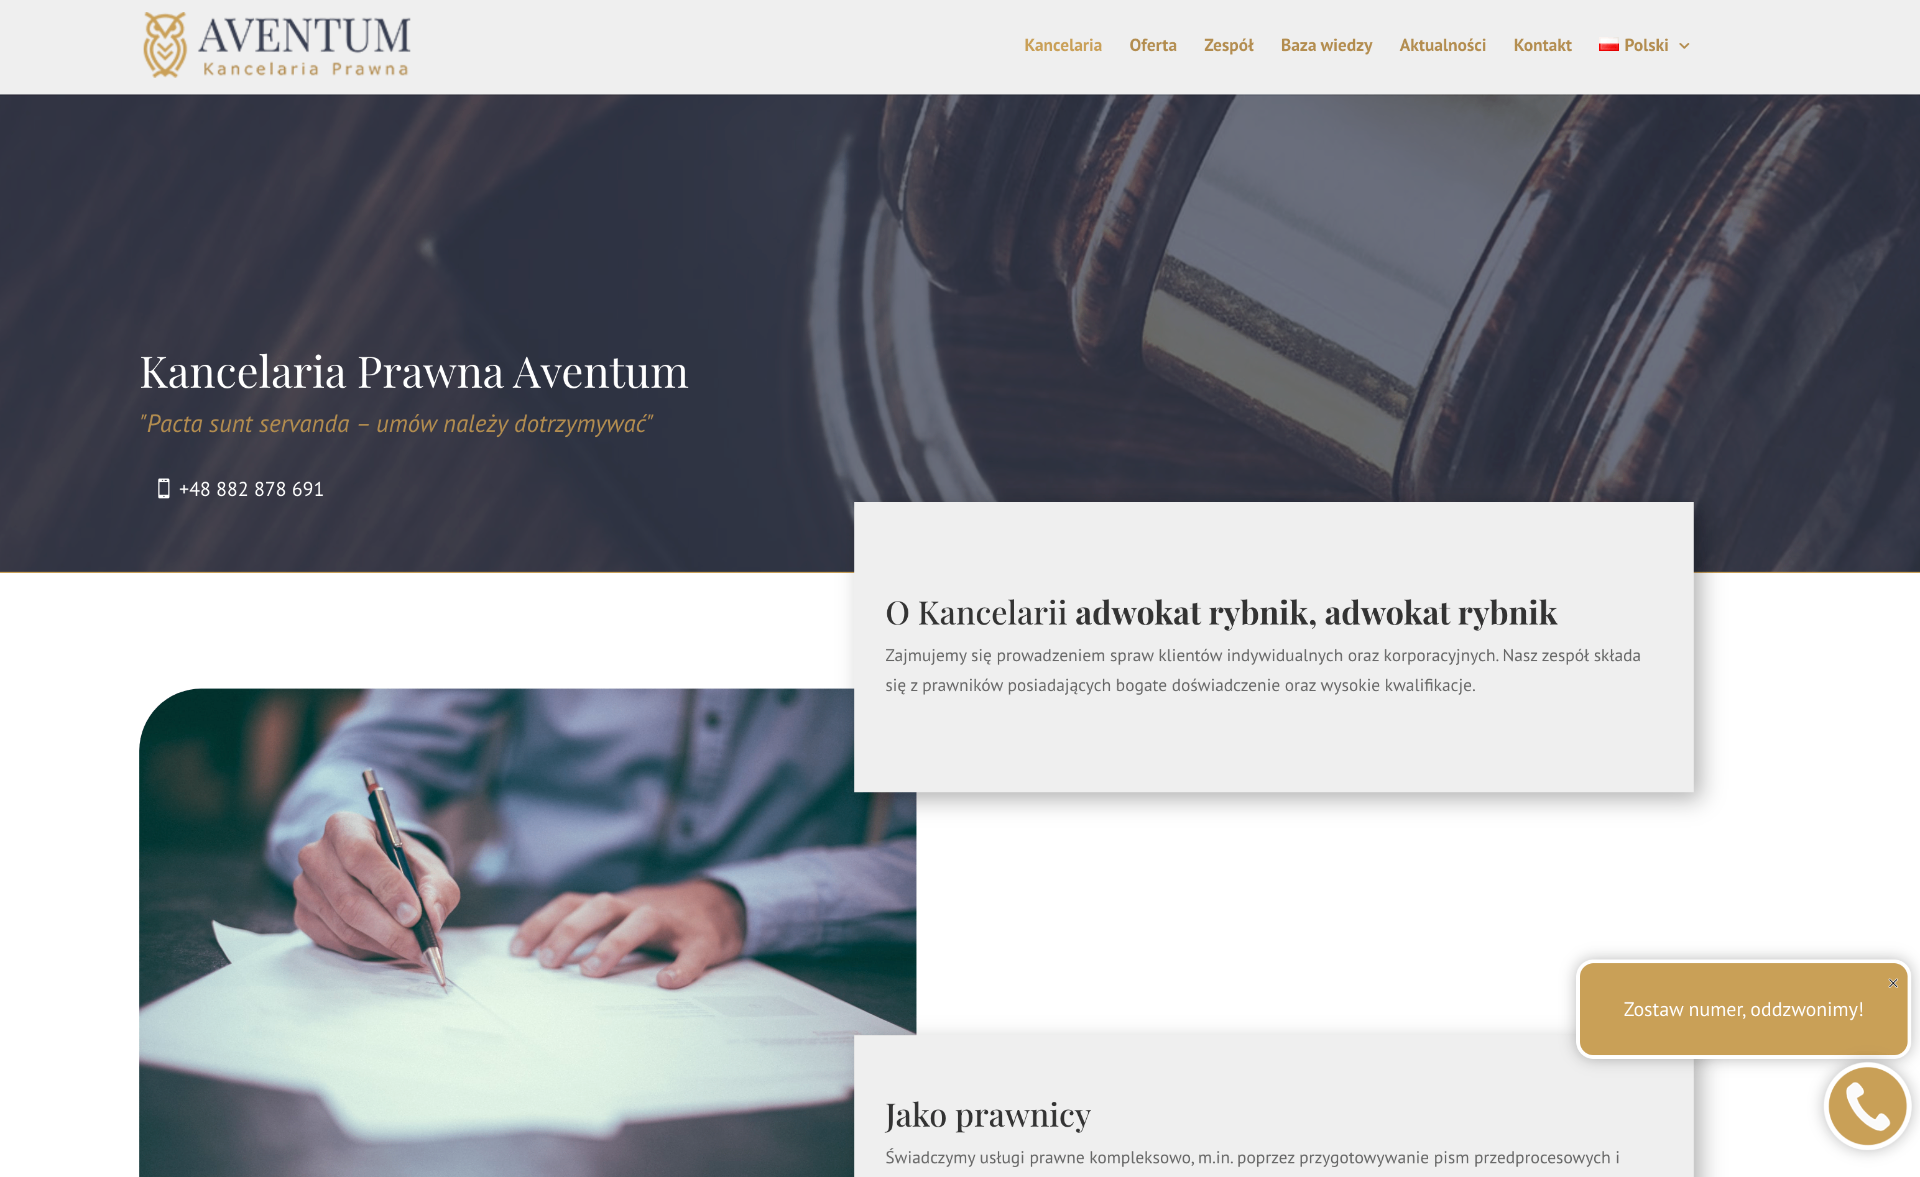 AVENTUM
Kancelaria Prawna
Kancelaria Oferta Zespół Baza wiedzy Aktualności Kontakt Polski
Kancelaria Prawna Aventum
"Pacta sunt servanda – umów należy dotrzymywać"
+48 882 878 691
O Kancelarii adwokat rybnik, adwokat rybnik
Zajmujemy się prowadzeniem spraw klientów indywidualnych oraz korporacyjnych. Nasz zespół składa
się z prawników posiadających bogate doświadczenie oraz wysokie kwalifikacje.
Zostaw numer, oddzwonimy!
Jako prawnicy
Świadczymy usługi prawne kompleksowo, m.in. poprzez przygotowywanie pism przedprocesowych i